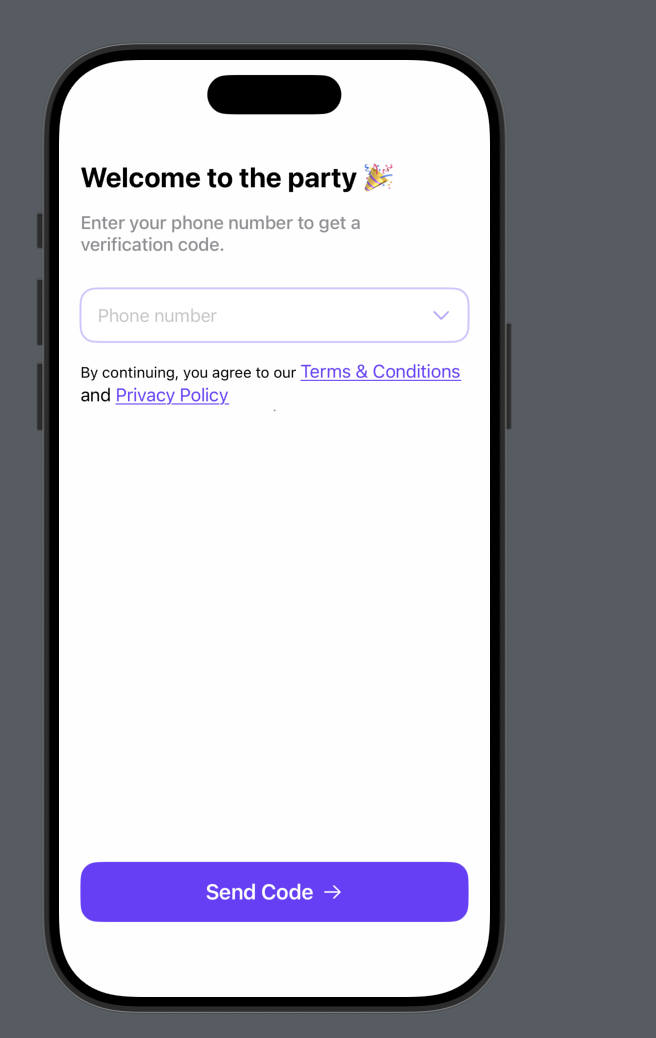 Welcome to the party 🎉
Enter your phone number to get a
verification code.
Phone number
By continuing, you agree to our Terms & Conditions
and Privacy Policy
Send Code →